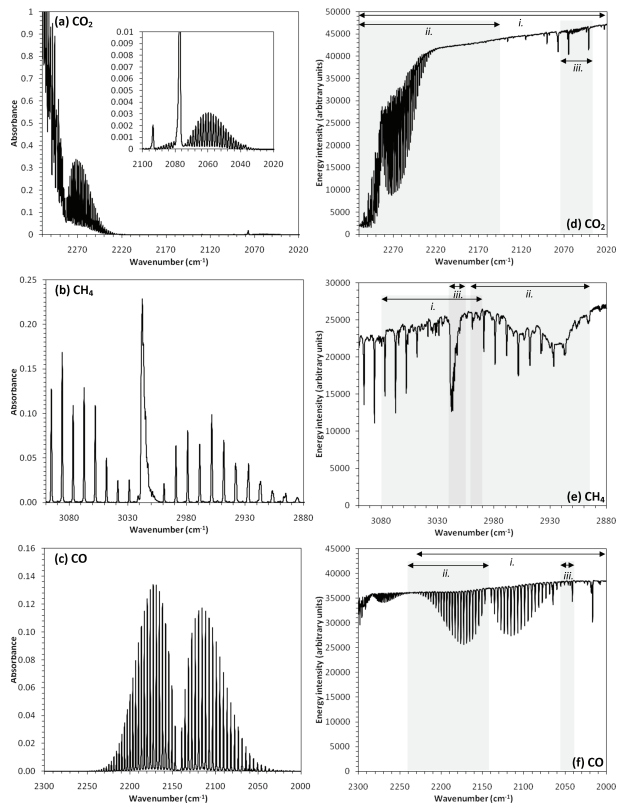 (a) CO2
Absorbance
1
0.9
0.8
0.7
0.6
0.5
0.4
0.3
0.2
0.1
0
0.01
0.009
0.008
0.007
0.006
0.005
0.004
0.003
0.002
0.001
0
2100 2080 2060 2040 2020
2270 2220 2170 2120 2070 2020
Wavenumber (cm-1)
(d) CO2
Energy intensity (arbitrary units)
50000
45000
40000
35000
30000
25000
20000
15000
10000
5000
0
i.
ii.
iii.
2270 2220 2170 2120 2070 2020
Wavenumber (cm-1)
(b) CH4
Absorbance
0.25
0.20
0.15
0.10
0.05
0.00
3080 3030 2980 2930 2880
Wavenumber (cm-1)
(e) CH4
Energy intensity (arbitrary units)
30000
25000
20000
15000
10000
5000
0
i.
iii.
ii.
3080 3030 2980 2930 2880
Wavenumber (cm-1)
(c) CO
Absorbance
0.16
0.14
0.12
0.10
0.08
0.06
0.04
0.02
0.00
2300 2250 2200 2150 2100 2050 2000
Wavenumber (cm-1)
(f) CO
Energy intensity (arbitrary units)
45000
40000
35000
30000
25000
20000
15000
10000
5000
0
i.
ii.
iii.
2300 2250 2200 2150 2100 2050 2000
Wavenumber (cm-1)